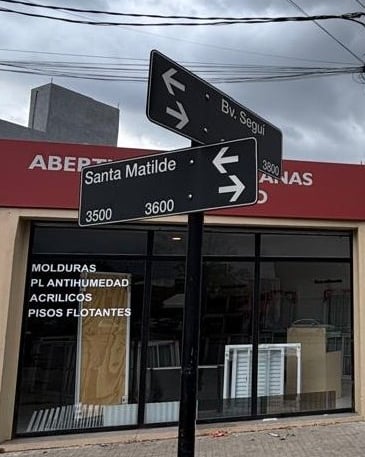 Bv. Seguí
3800
Santa Matilde
3500 3600
MOLDURAS
PL ANTIHUMEDAD
ACRILICOS
PISOS FLOTANTES